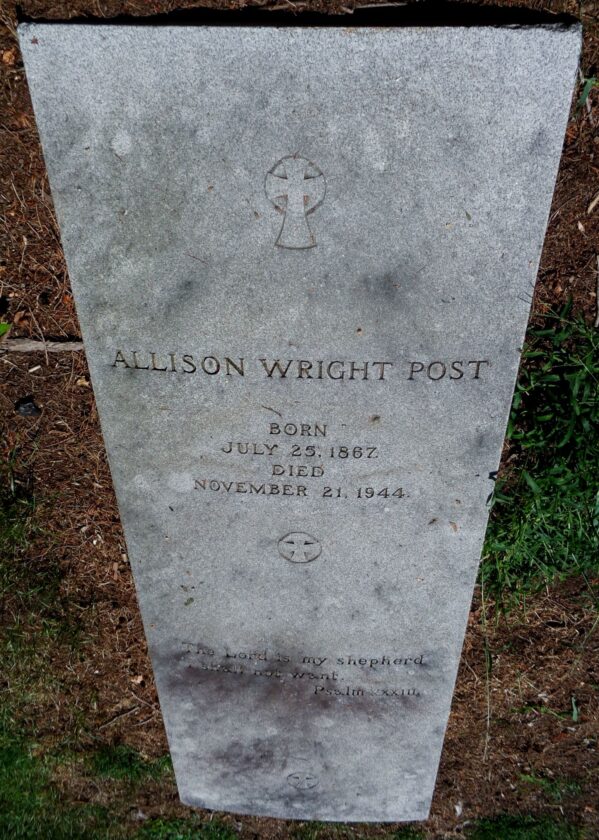 ALLISON WRIGHT POST
BORN
JULY 25, 1867
DIED
NOVEMBER 21, 1944
The Lord is my shepherd
I shall not want.
Psalm XXIII.